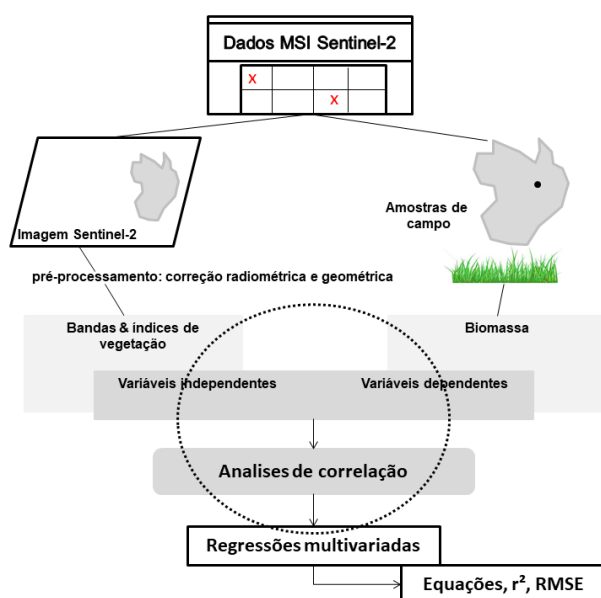 Dados MSI Sentinel-2
X
X
Imagem Sentinel-2
Amostras de
campo
pré-processamento: correção radiométrica e geométrica
Bandas & índices de
vegetação
Biomassa
Variáveis independentes
Variáveis dependentes
Analises de correlação
Regressões multivariadas
Equações, r², RMSE